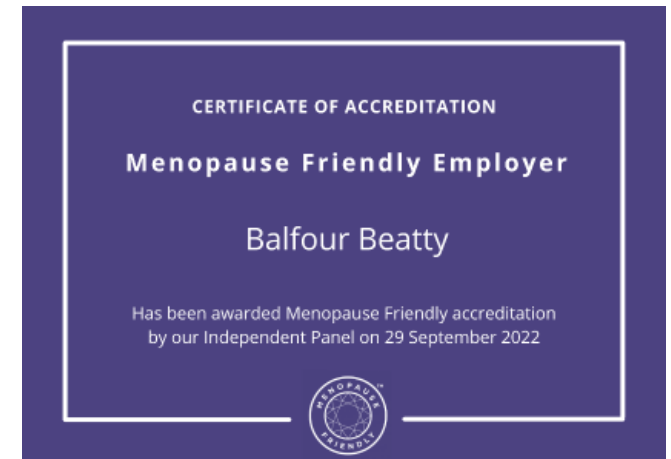 CERTIFICATE OF ACCREDITATION
Menopause Friendly Employer
Balfour Beatty
Has been awarded Menopause Friendly accreditation
by our Independent Panel on 29 September 2022
MENOPAUSE
FRIENDLY
™